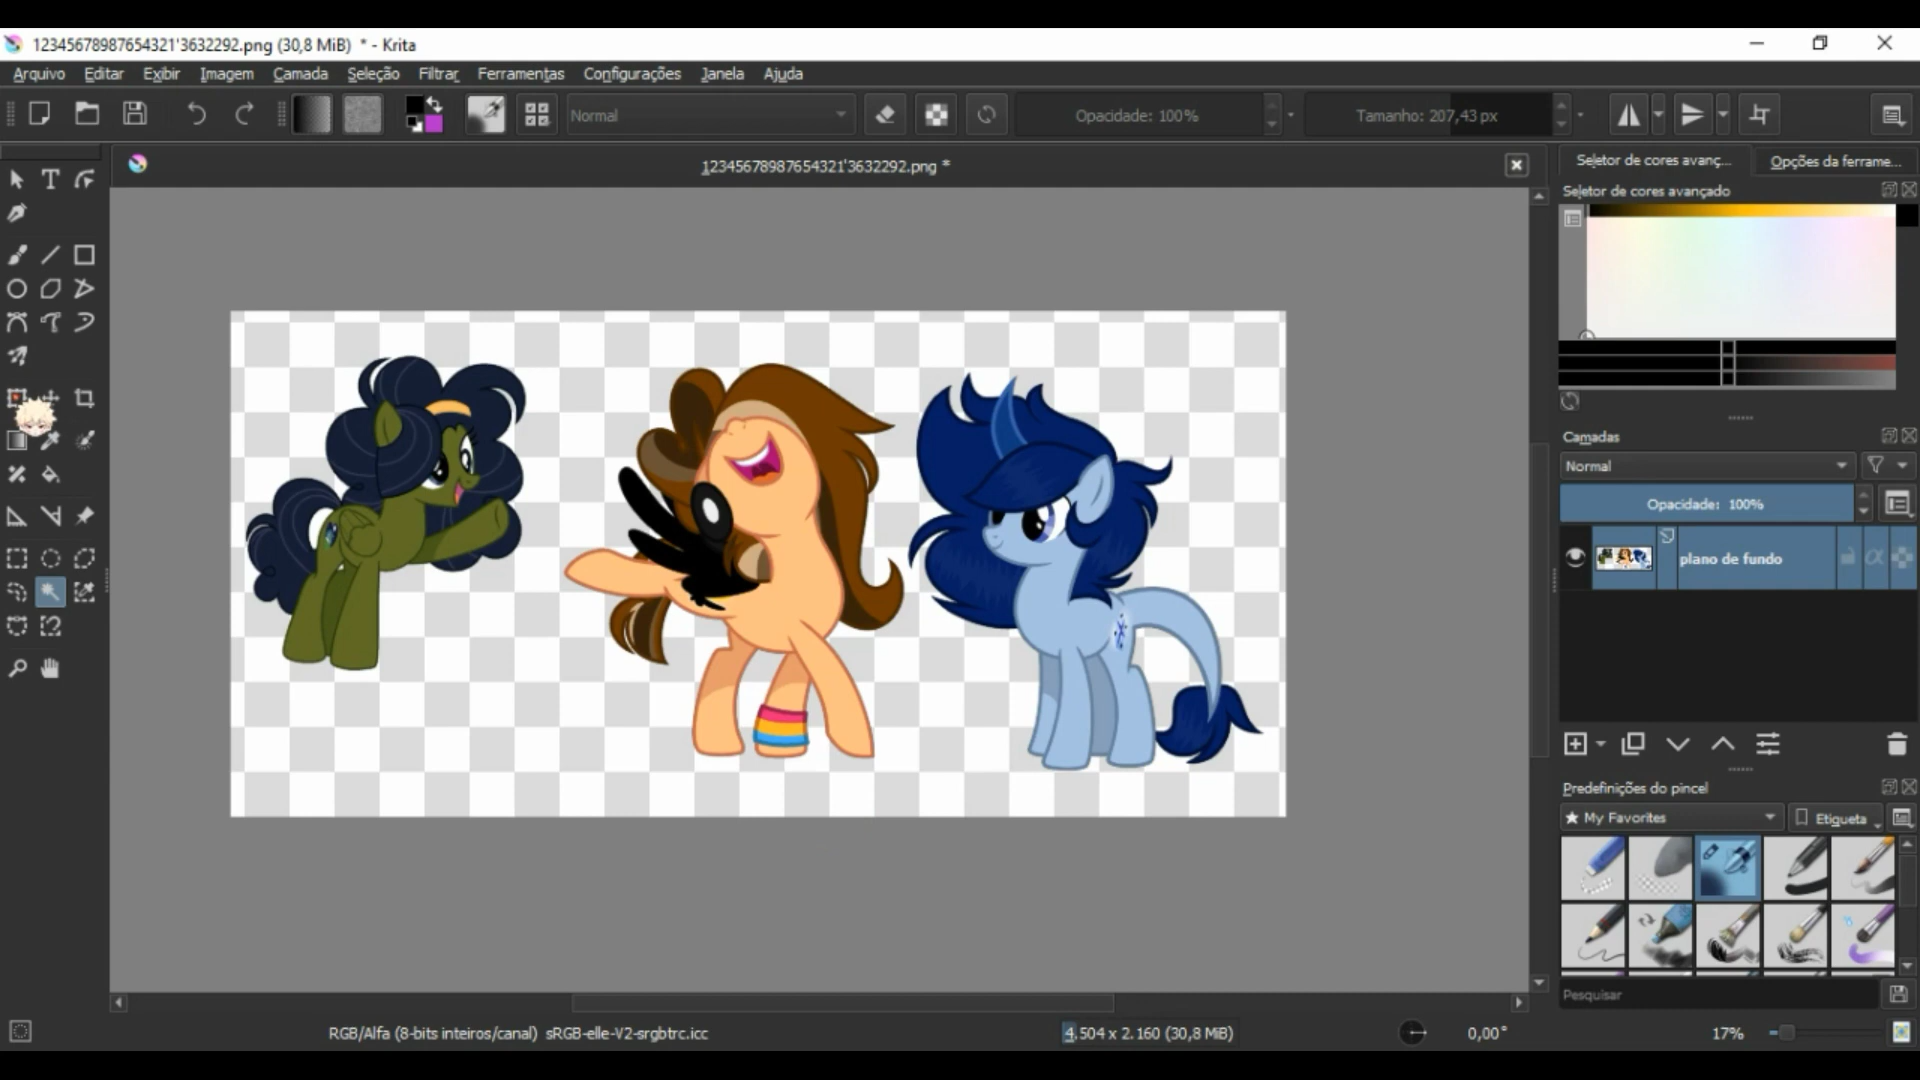 12345678987654321'3632292.png (30,8 MiB) * - Krita
Arquivo Editar Exibir Imagem Camada Seleção Filtrar Ferramentas Configurações Janela Ajuda
Normal
Opacidade: 100%
Tamanho: 207,43 px
12345678987654321'3632292.png *
Seletor de cores avanç...
Opções da ferrame...
Seletor de cores avançado
Camadas
Normal
Opacidade: 100%
plano de fundo
Predefinições do pincel
My Favorites
Etiqueta
Pesquisar
RGB/Alfa (8-bits inteiros/canal) sRGB-elle-V2-srgbtrc.icc
4.504 x 2.160 (30,8 MiB)
0,00°
17%